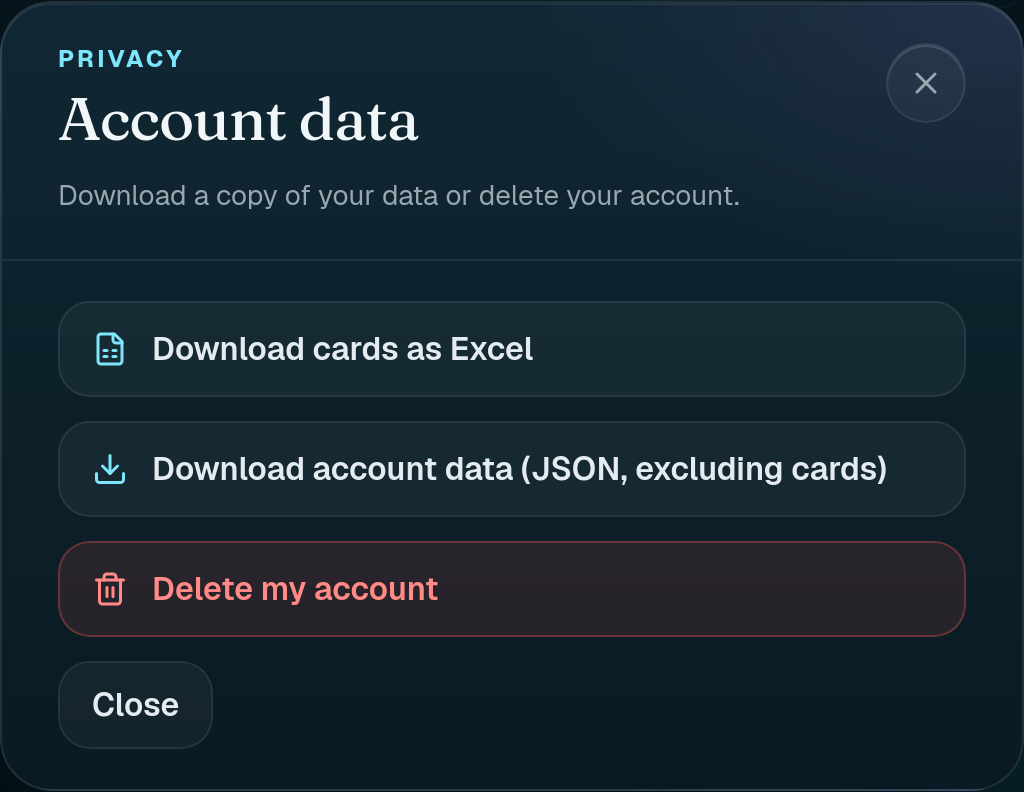 PRIVACY
Account data
Download a copy of your data or delete your account.
Download cards as Excel
Download account data (JSON, excluding cards)
Delete my account
Close